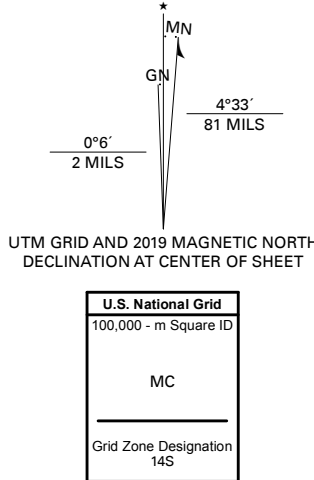 MN
GN
4°33´
81 MILS
0°6´
2 MILS
UTM GRID AND 2019 MAGNETIC NORTH
DECLINATION AT CENTER OF SHEET
U.S. National Grid
100,000 - m Square ID
MC
Grid Zone Designation
14S